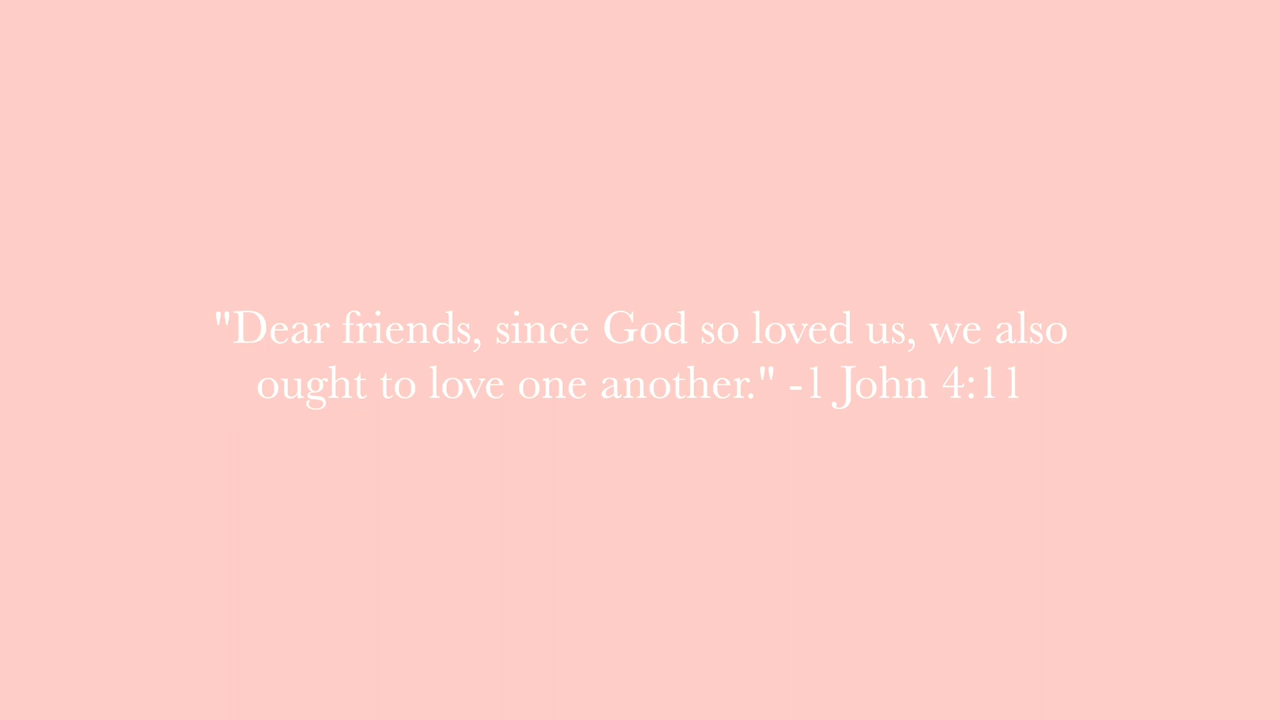 "Dear friends, since God so loved us, we also
ought to love one another." -1 John 4:11